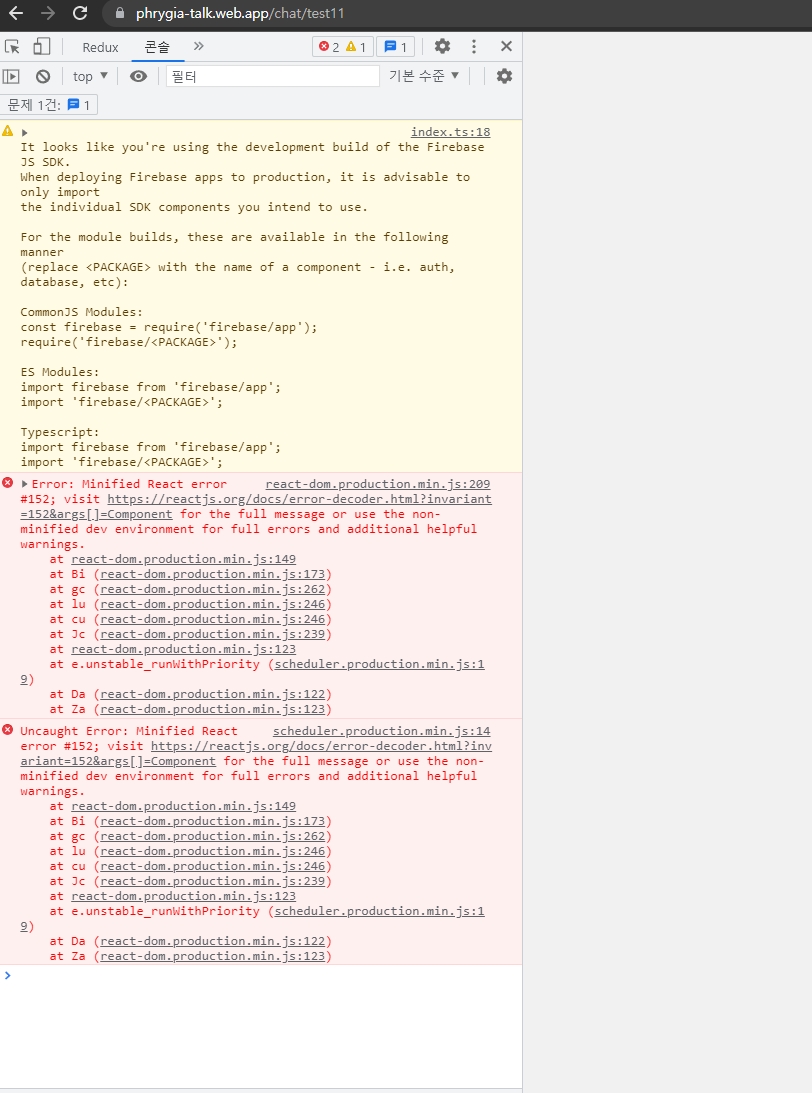 phrygia-talk.web.app/chat/test11
Redux 콘솔 » 2 1 1
top ▼ 필터 기본 수준 ▼
문제 1건: 1
▶ index.ts:18
It looks like you're using the development build of the Firebase
JS SDK.
When deploying Firebase apps to production, it is advisable to
only import
the individual SDK components you intend to use.
For the module builds, these are available in the following
manner
(replace <PACKAGE> with the name of a component - i.e. auth,
database, etc):
CommonJS Modules:
const firebase = require('firebase/app');
require('firebase/<PACKAGE>');
ES Modules:
import firebase from 'firebase/app';
import 'firebase/<PACKAGE>';
Typescript:
import firebase from 'firebase/app';
import 'firebase/<PACKAGE>';
▶Error: Minified React error react-dom.production.min.js:209
#152; visit https://reactjs.org/docs/error-decoder.html?invariant
=152&args[]=Component for the full message or use the non-
minified dev environment for full errors and additional helpful
warnings.
at react-dom.production.min.js:149
at Bi (react-dom.production.min.js:173)
at gc (react-dom.production.min.js:262)
at lu (react-dom.production.min.js:246)
at cu (react-dom.production.min.js:246)
at Jc (react-dom.production.min.js:239)
at react-dom.production.min.js:123
at e.unstable_runWithPriority (scheduler.production.min.js:1
9)
at Da (react-dom.production.min.js:122)
at Za (react-dom.production.min.js:123)
Uncaught Error: Minified React scheduler.production.min.js:14
error #152; visit https://reactjs.org/docs/error-decoder.html?inv
ariant=152&args[]=Component for the full message or use the non-
minified dev environment for full errors and additional helpful
warnings.
at react-dom.production.min.js:149
at Bi (react-dom.production.min.js:173)
at gc (react-dom.production.min.js:262)
at lu (react-dom.production.min.js:246)
at cu (react-dom.production.min.js:246)
at Jc (react-dom.production.min.js:239)
at react-dom.production.min.js:123
at e.unstable_runWithPriority (scheduler.production.min.js:1
9)
at Da (react-dom.production.min.js:122)
at Za (react-dom.production.min.js:123)